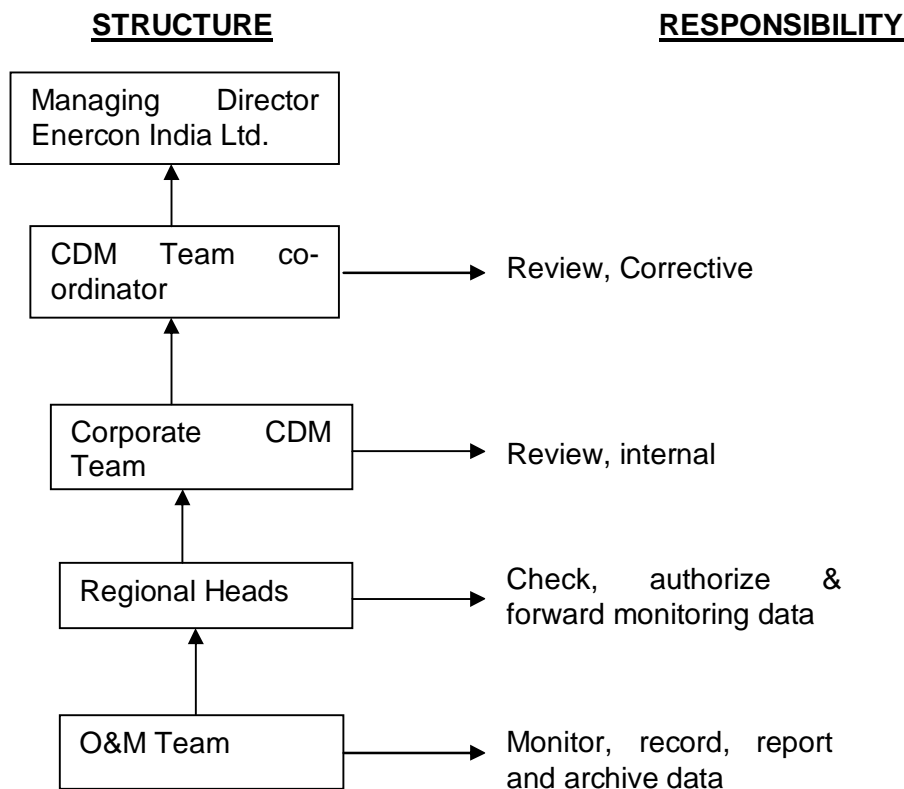 STRUCTURE
RESPONSIBILITY
Managing Director
Enercon India Ltd.
CDM Team co-
ordinator
Review, Corrective
Corporate CDM
Team
Review, internal
Regional Heads
Check, authorize &
forward monitoring data
O&M Team
Monitor, record, report
and archive data